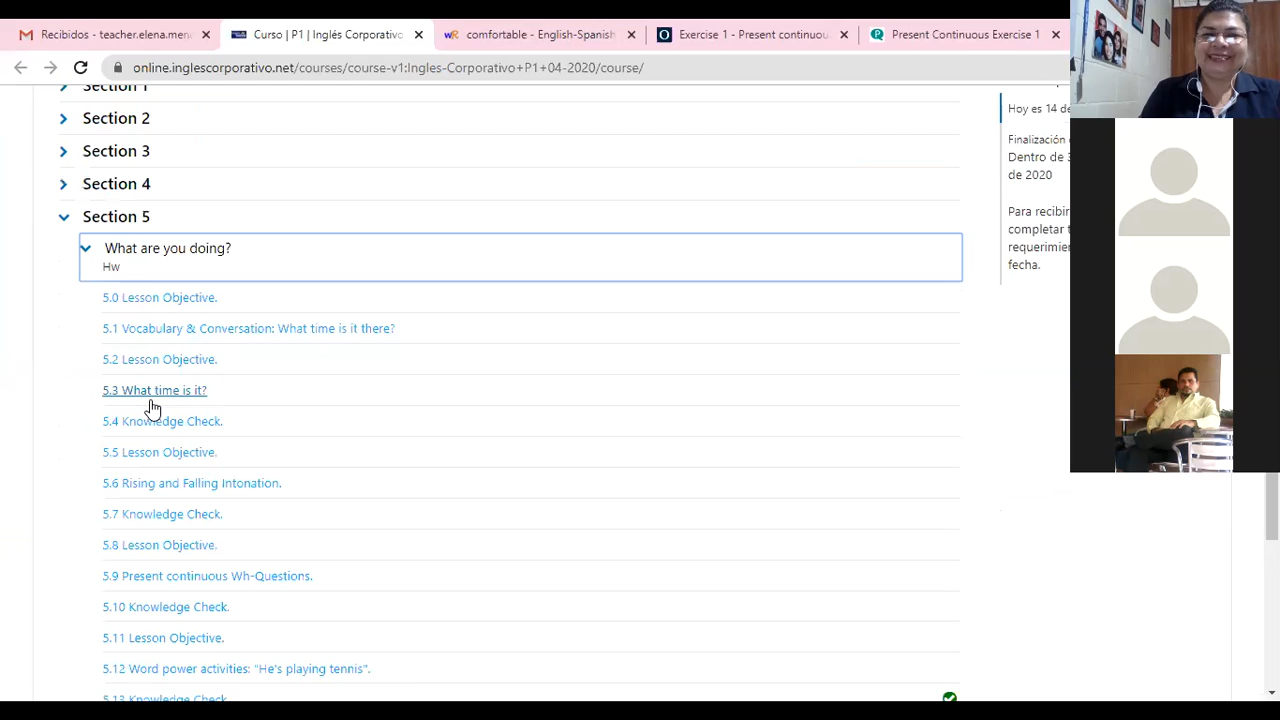 Recibidos - teacher.elena.men
Curso | P1 | Inglés Corporativo
comfortable - English-Spanish
Exercise 1 - Present continuou
Present Continuous Exercise 1
online.inglescorporativo.net/courses/course-v1:Ingles-Corporativo+P1+04-2020/course/
Section 1
Section 2
Section 3
Section 4
Section 5
What are you doing?
Hw
5.0 Lesson Objective.
5.1 Vocabulary & Conversation: What time is it there?
5.2 Lesson Objective.
5.3 What time is it?
5.4 Knowledge Check.
5.5 Lesson Objective.
5.6 Rising and Falling Intonation.
5.7 Knowledge Check.
5.8 Lesson Objective.
5.9 Present continuous Wh-Questions.
5.10 Knowledge Check.
5.11 Lesson Objective.
5.12 Word power activities: "He's playing tennis".
5.13 Knowledge Check.
Hoy es 14 de
Finalización
Dentro de 3
de 2020
Para recibir
completar t
requerimien
fecha.